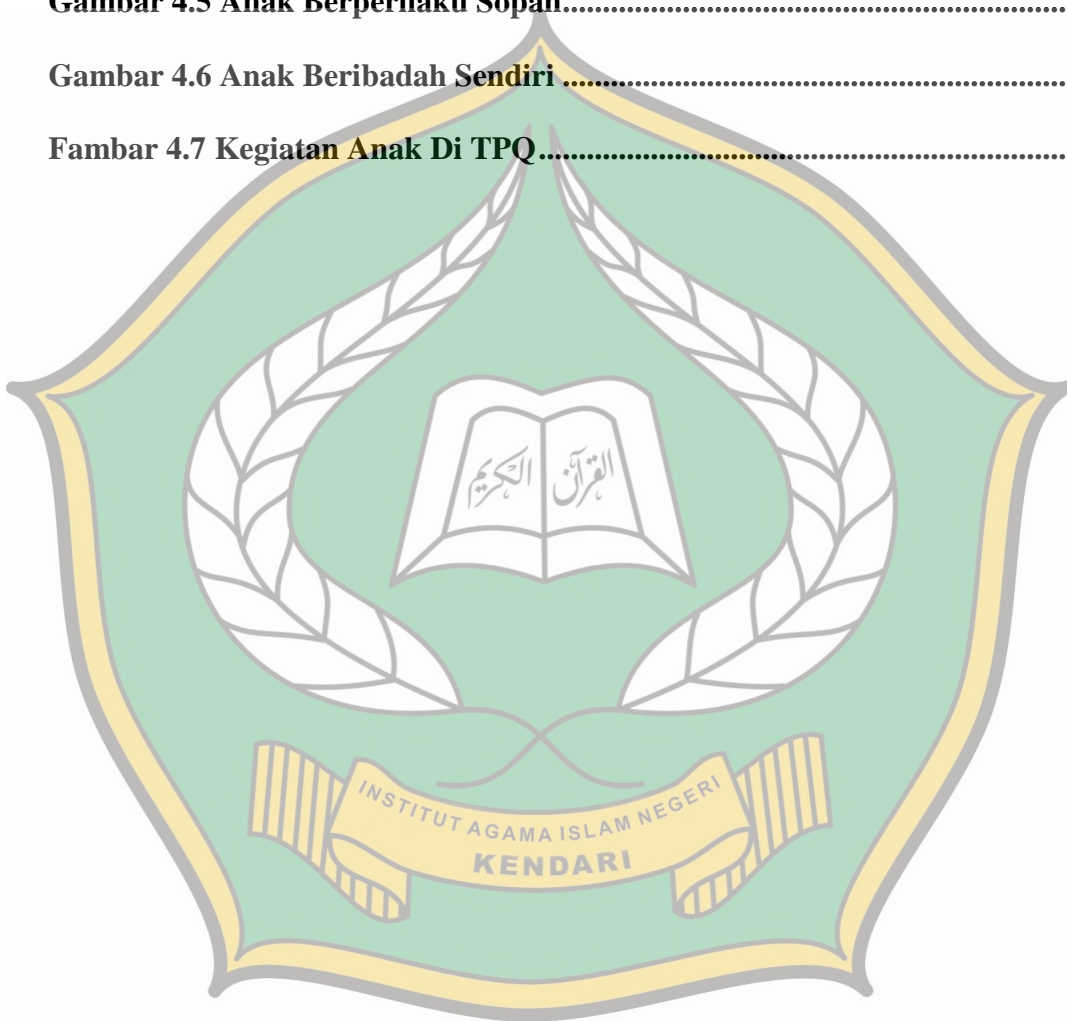 Gambar 4.5 Anak Berperilaku Sopan..........................................................................
Gambar 4.6 Anak Beribadah Sendiri ..........................................................................
Fambar 4.7 Kegiatan Anak Di TPQ..........................................................................
القرآن الكريم
INSTITUT AGAMA ISLAM NEGERI
KENDARI